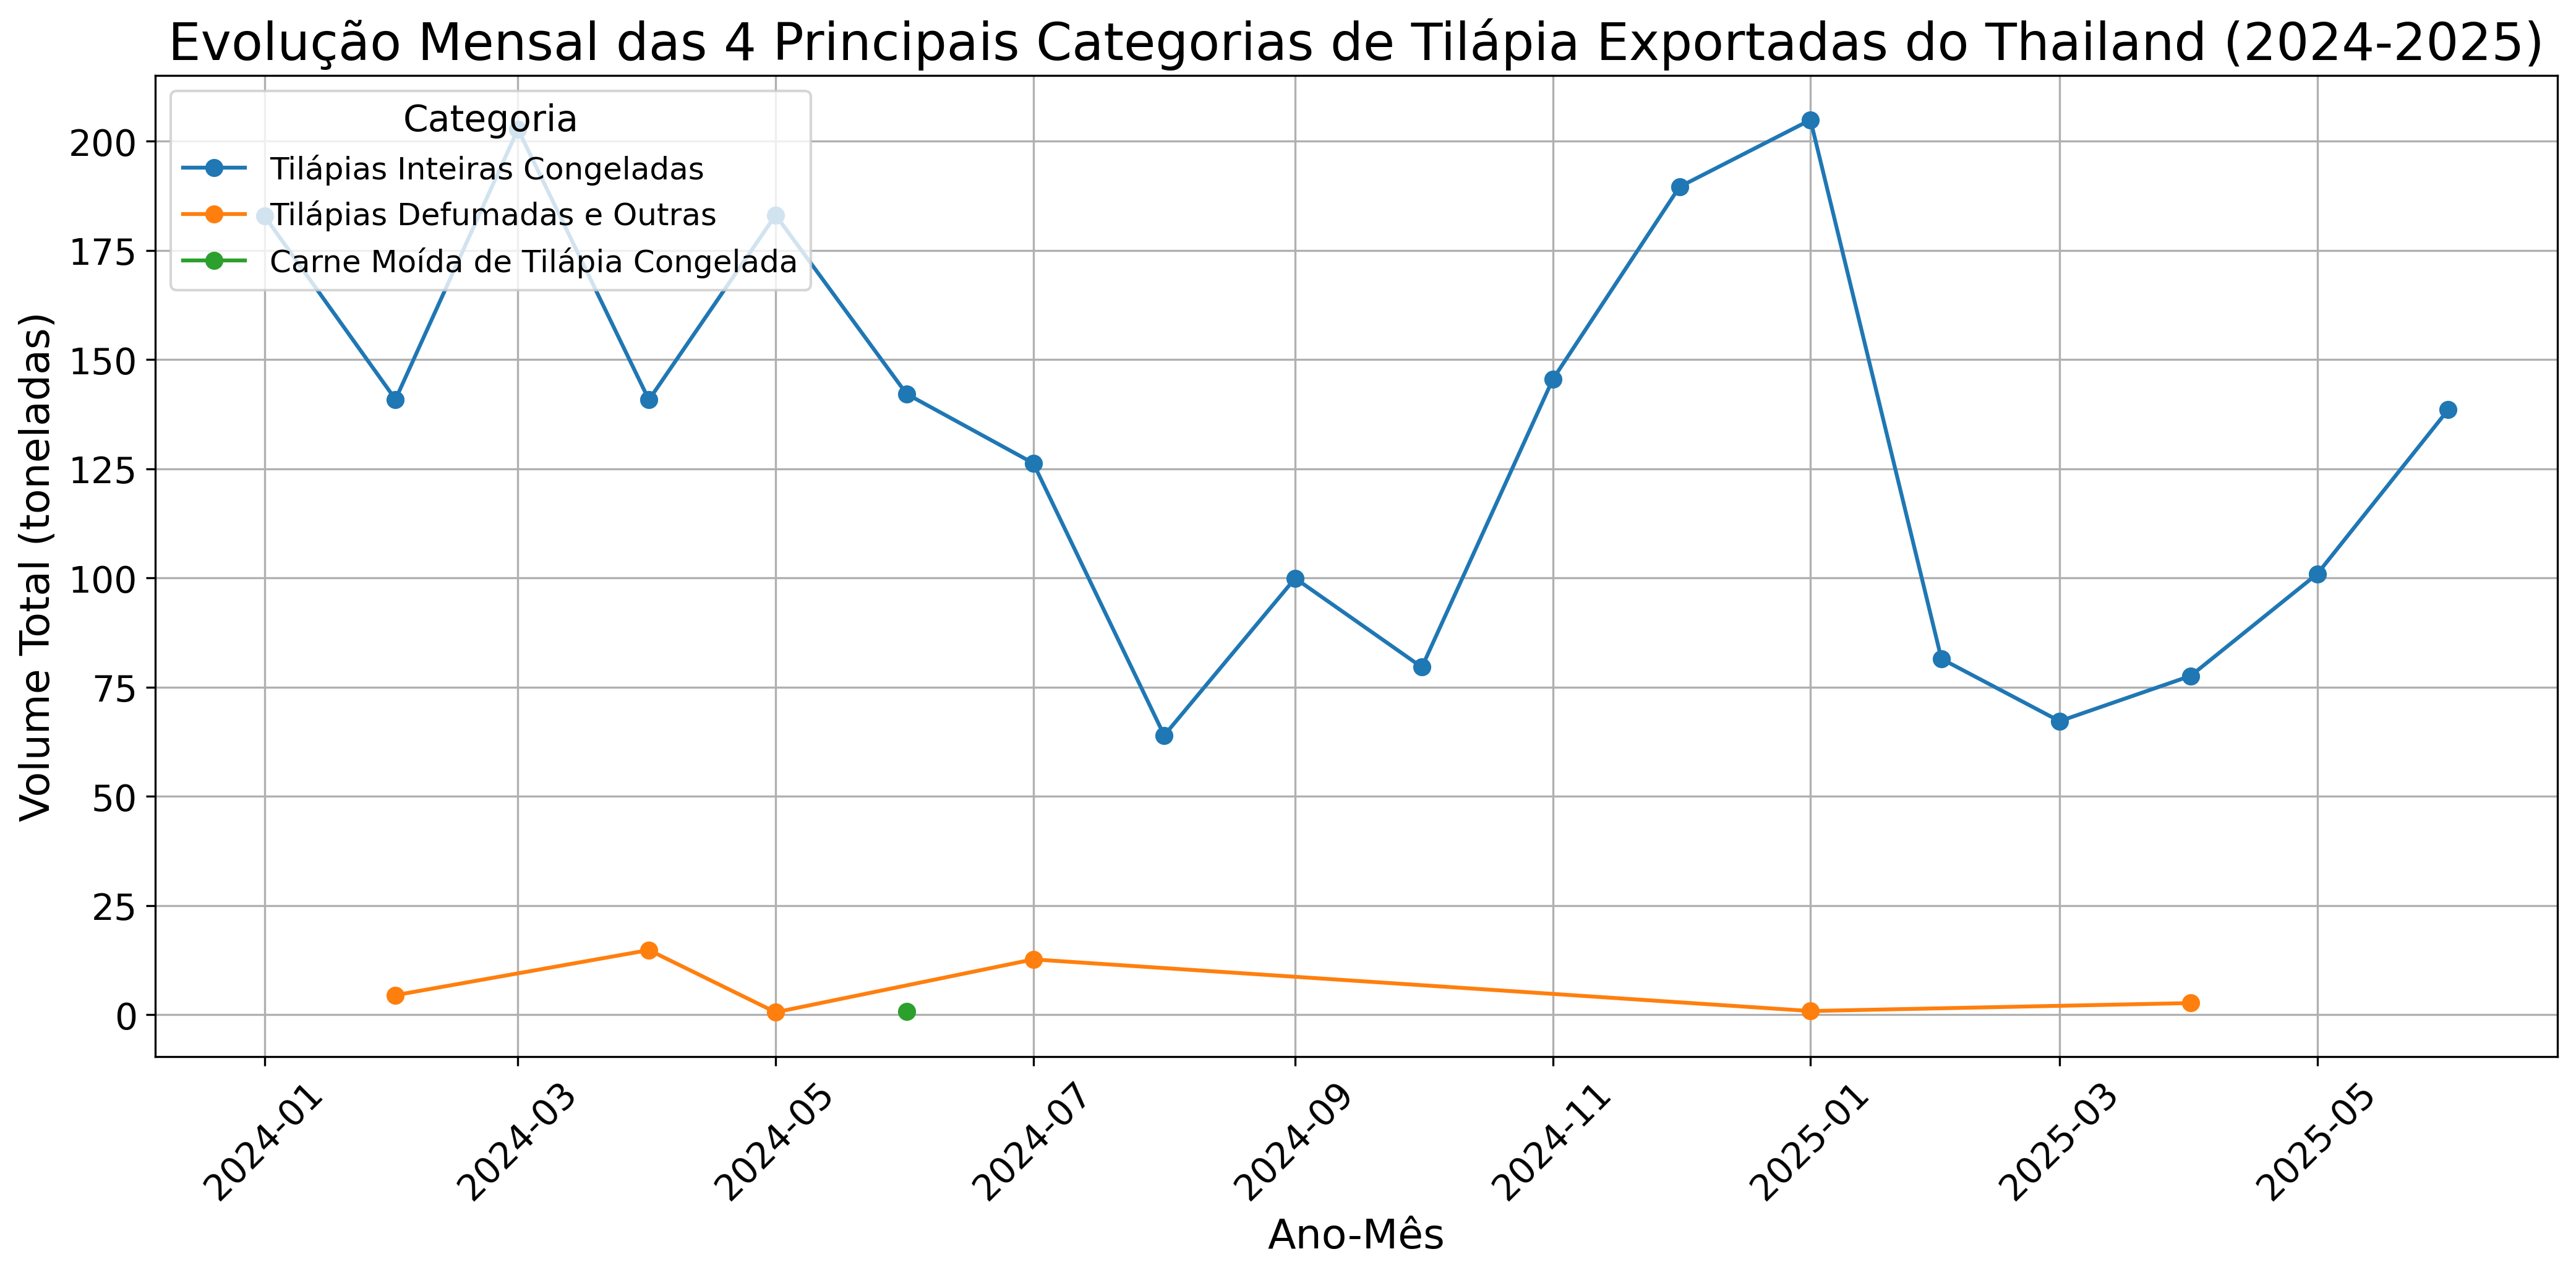 Evolução Mensal das 4 Principais Categorias de Tilápia Exportadas do Thailand (2024-2025)
Categoria
Tilápias Inteiras Congeladas
Tilápias Defumadas e Outras
Carne Moída de Tilápia Congelada
Volume Total (toneladas)
200
175
150
125
100
75
50
25
0
2024-01
2024-03
2024-05
2024-07
2024-09
2024-11
2025-01
2025-03
2025-05
Ano-Mês